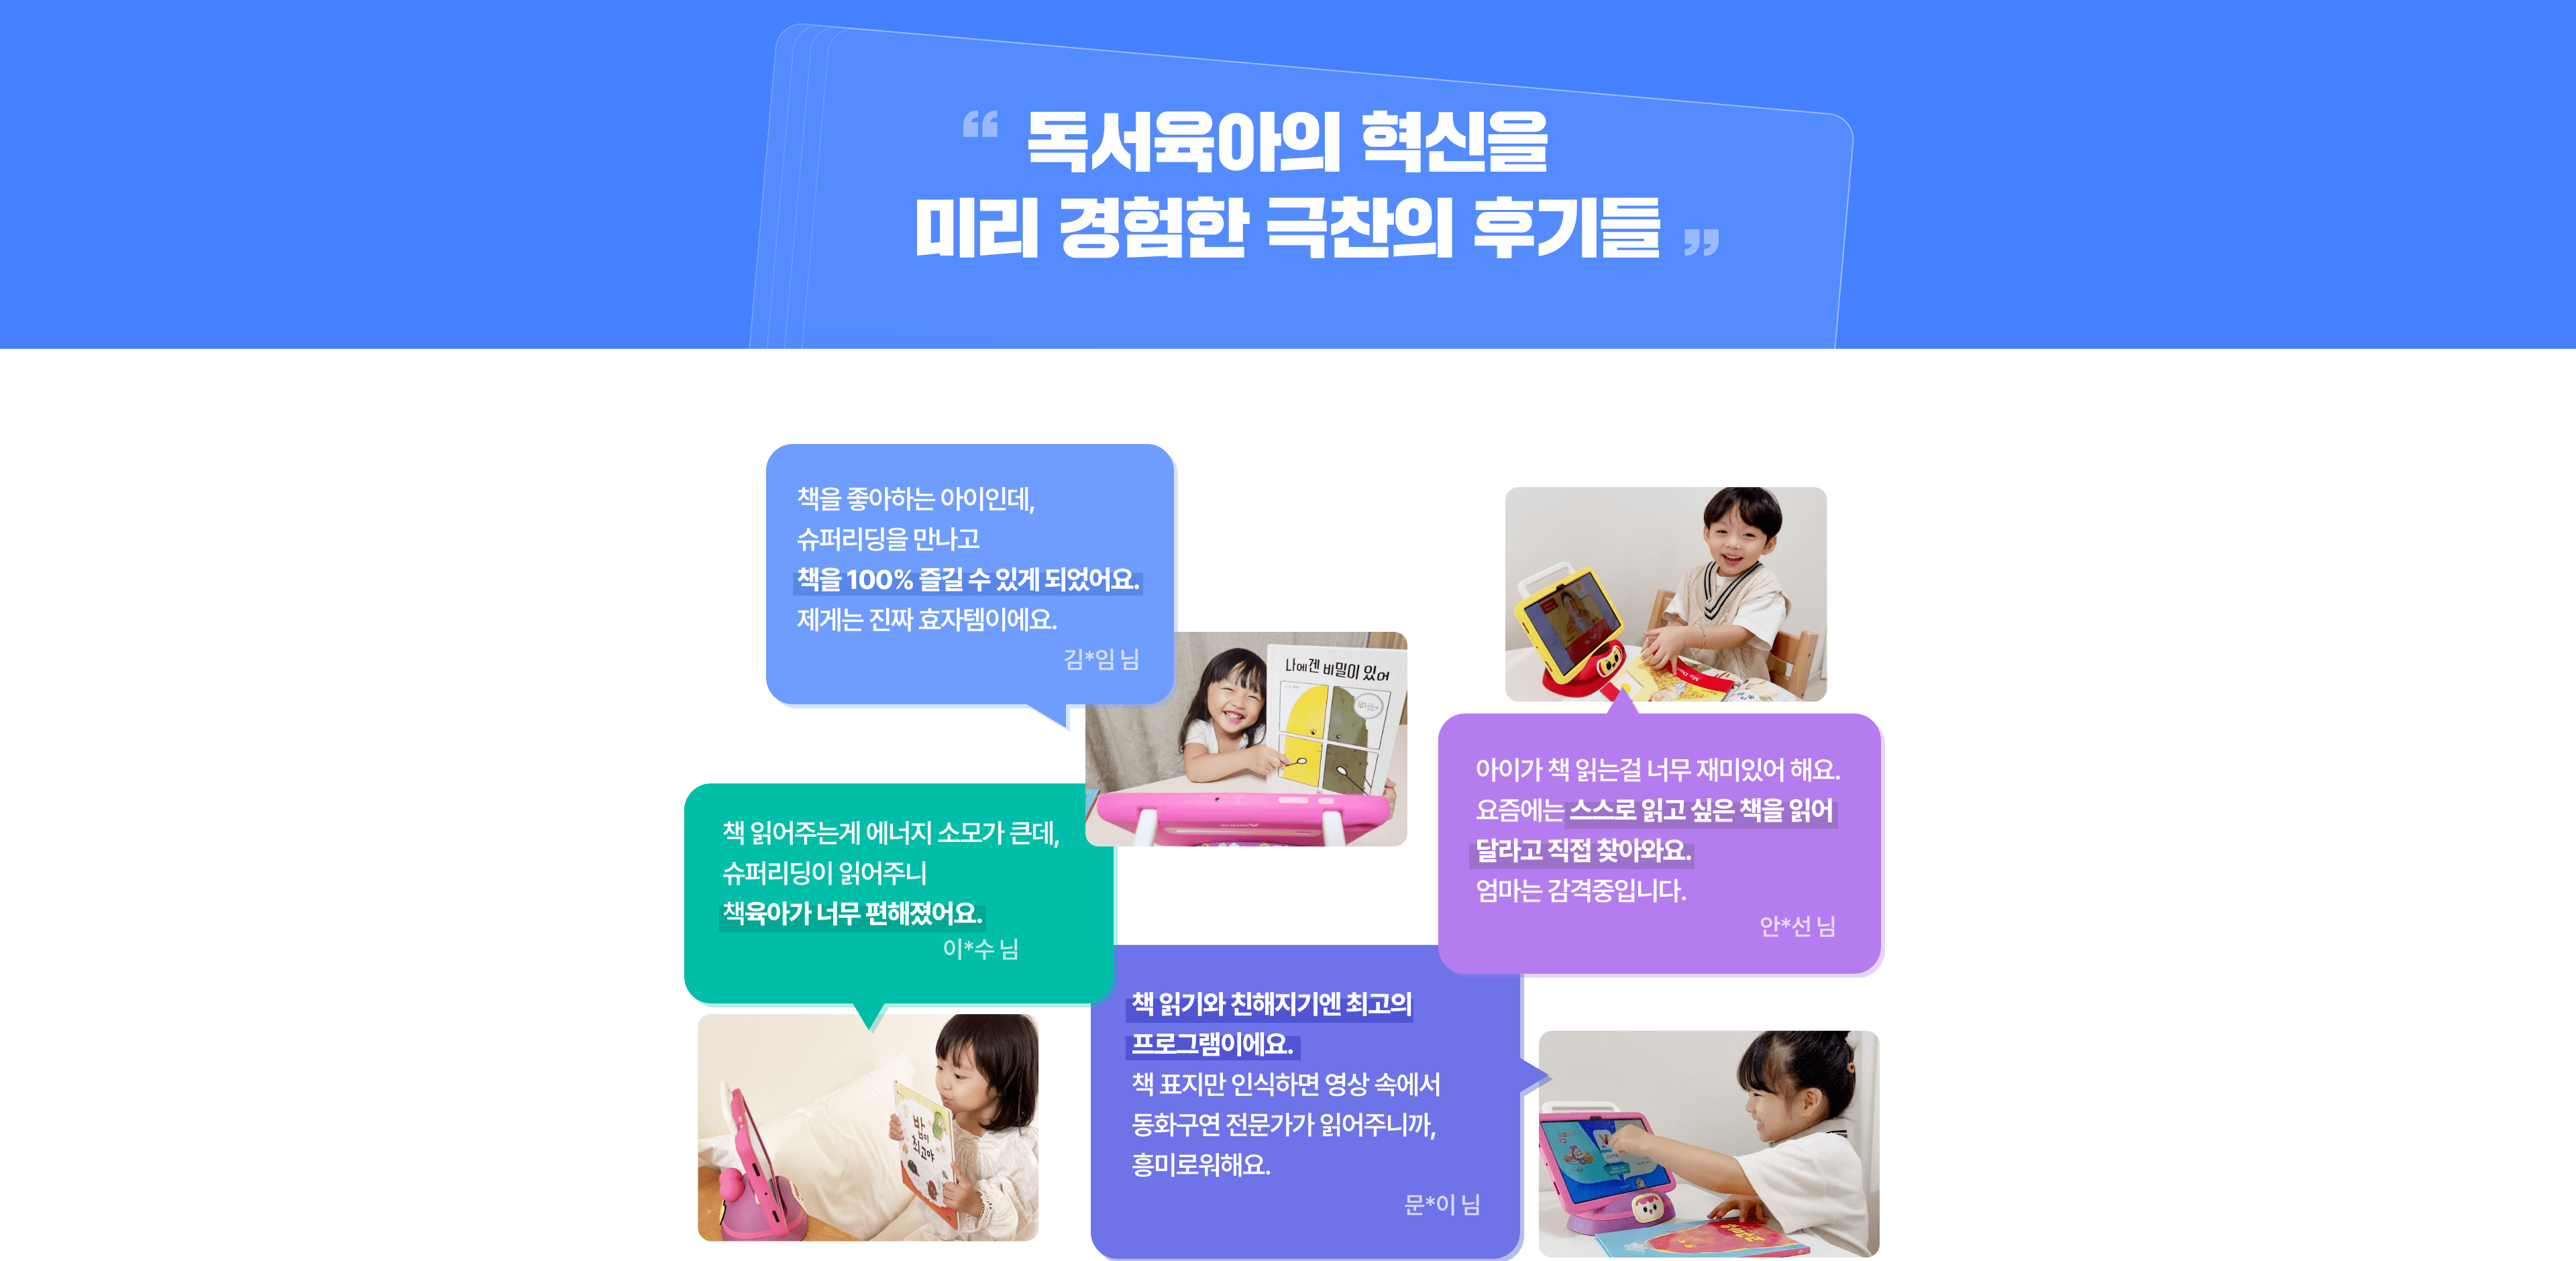 “ 독서육아의 혁신을
미리 경험한 극찬의 후기들 ”
책을 좋아하는 아이인데,
슈퍼리딩을 만나고
책을 100% 즐길 수 있게 되었어요.
제게는 진짜 효자템이에요.
김*임 님
나에겐 비밀이 있어
아이가 책 읽는걸 너무 재미있어 해요.
요즘에는 스스로 읽고 싶은 책을 읽어
달라고 직접 찾아와요.
엄마는 감격중입니다.
안*선 님
책 읽어주는게 에너지 소모가 큰데,
슈퍼리딩이 읽어주니
책육아가 너무 편해졌어요.
이*수 님
밥이
최고야
책 읽기와 친해지기엔 최고의
프로그램이에요.
책 표지만 인식하면 영상 속에서
동화구연 전문가가 읽어주니까,
흥미로워해요.
문*이 님